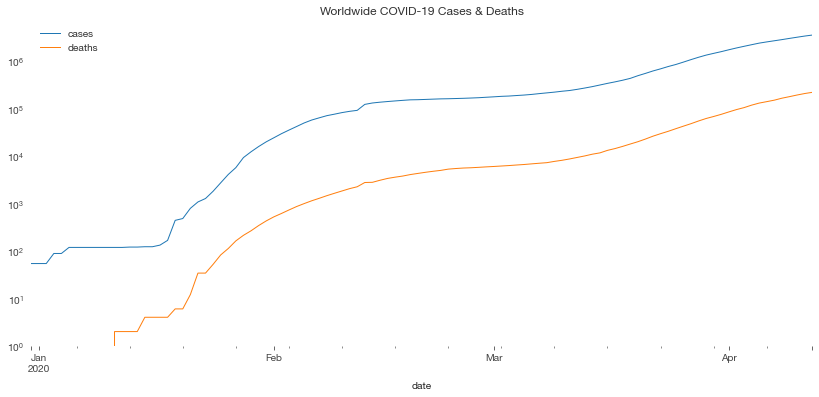 Worldwide COVID-19 Cases & Deaths
cases
deaths
10⁶
10⁵
10⁴
10³
10²
10¹
10⁰
Jan Feb Mar Apr
2020
date